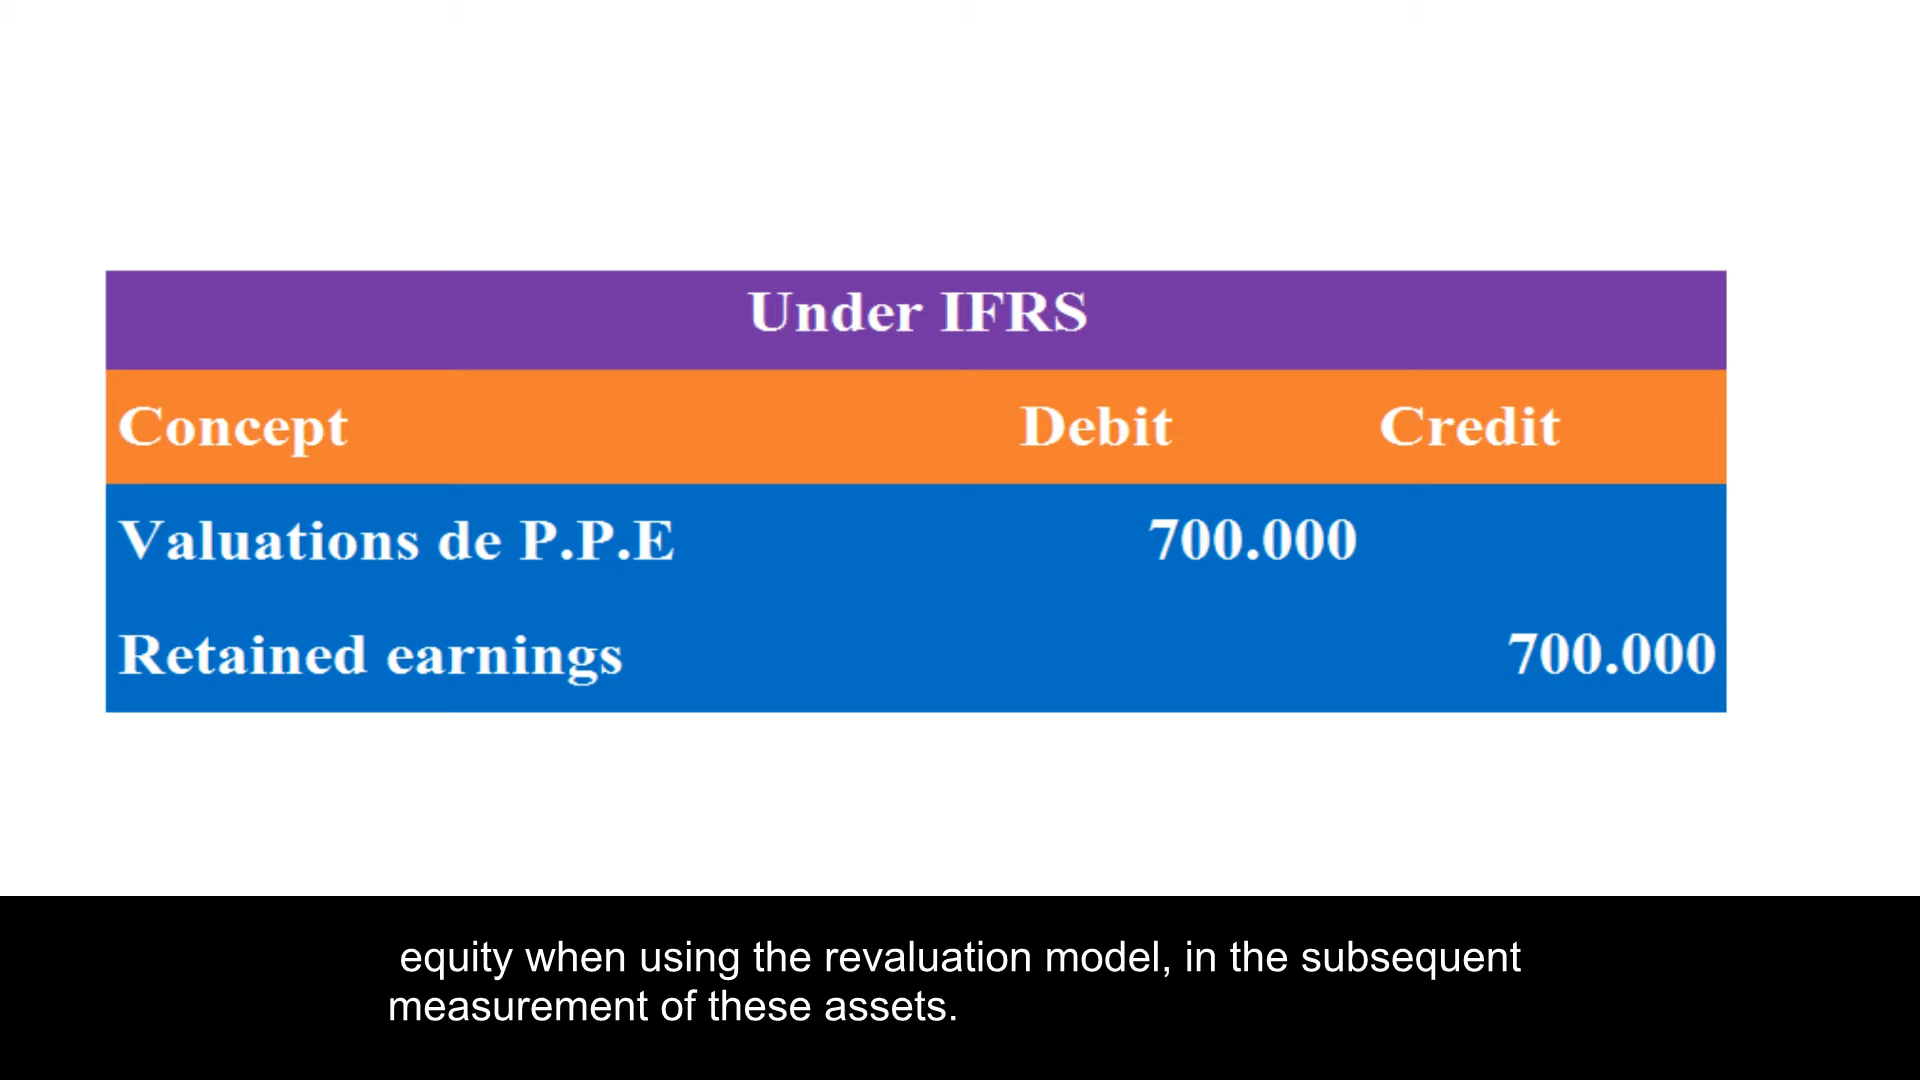 Under IFRS
Concept Debit Credit
Valuations de P.P.E 700.000
Retained earnings 700.000
equity when using the revaluation model, in the subsequent
measurement of these assets.